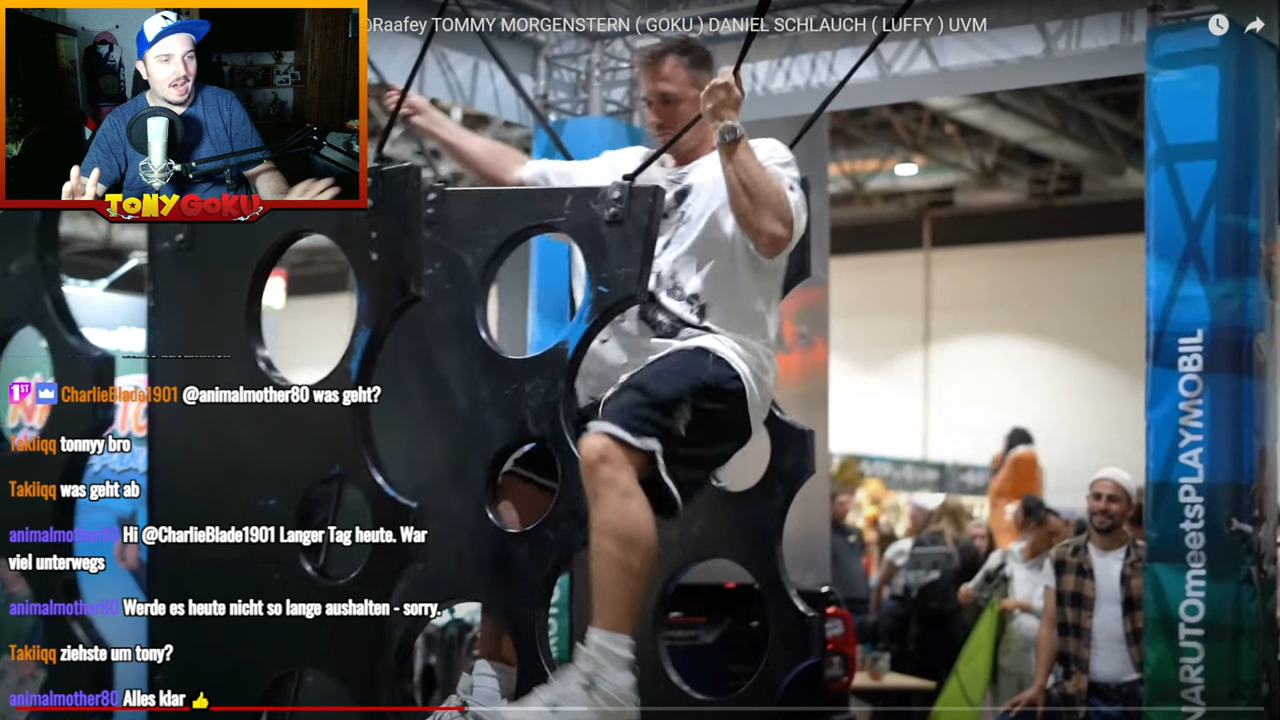 DRaafey TOMMY MORGENSTERN ( GOKU ) DANIEL SCHLAUCH ( LUFFY ) UVM
TONY GOKU
1ST CharlieBlade1901 @animalmother80 was geht?
Takiiqq tonnyy bro
Takiiqq was geht ab
animalmother80 Hi @CharlieBlade1901 Langer Tag heute. War
viel unterwegs
animalmother80 Werde es heute nicht so lange aushalten - sorry.
Takiiqq ziehste um tony?
animalmother80 Alles klar 👍
NARUTOmeetsPLAYMOBIL